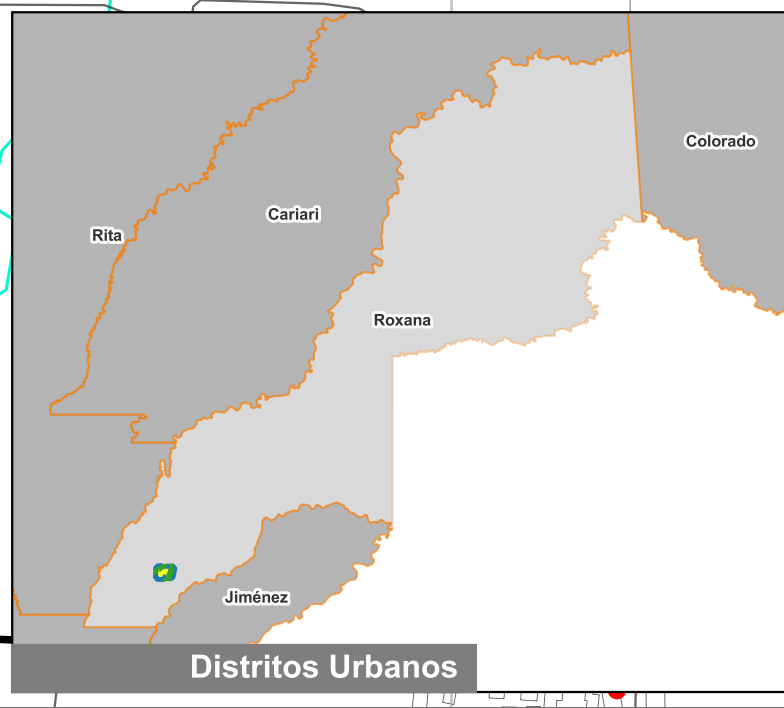 Colorado
Cariari
Rita
Roxana
Jiménez
Distritos Urbanos